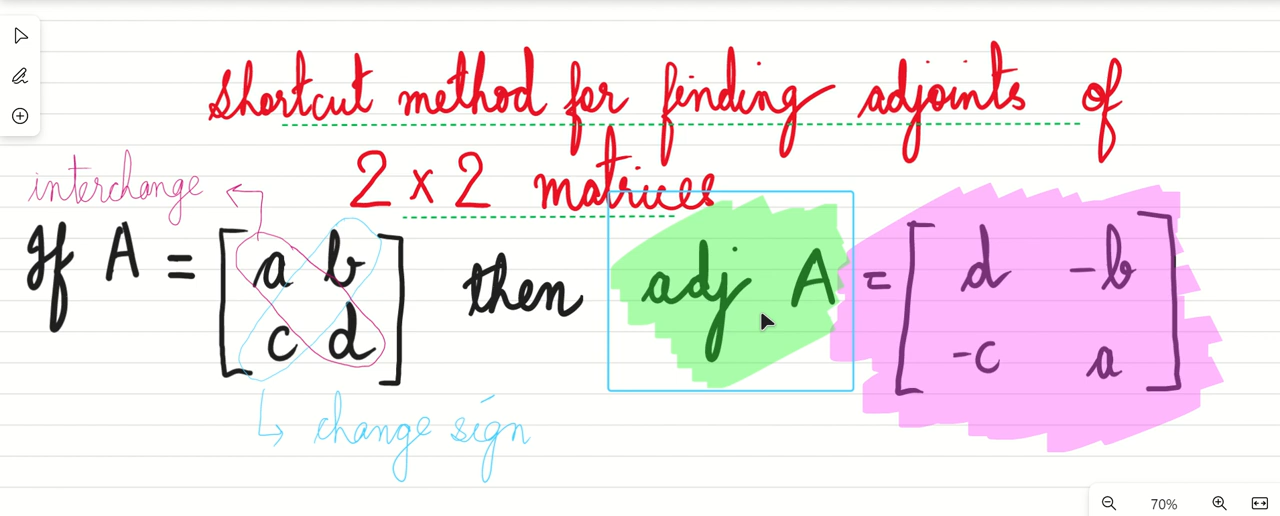 Shortcut method for finding adjoints of
2 x 2 matrices
interchange
If A = [a b
c d] then adj A = [d -b
-c a]
change sign
70%